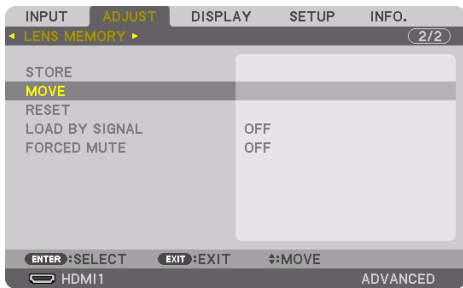 INPUT ADJUST DISPLAY SETUP INFO.
◂ LENS MEMORY ▸ 2/2
STORE
MOVE
RESET
LOAD BY SIGNAL OFF
FORCED MUTE OFF
ENTER :SELECT EXIT :EXIT :MOVE
HDMI1 ADVANCED